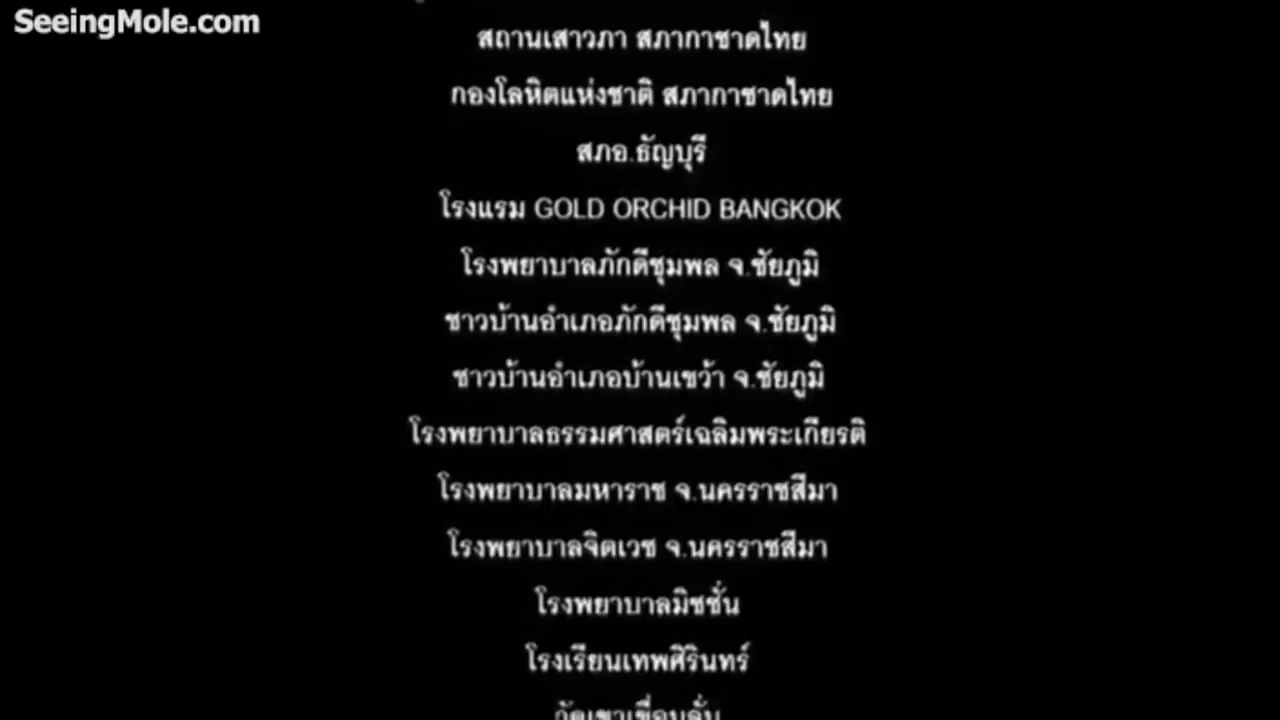 SeeingMole.com
สถานเสาวภา สภากาชาดไทย
กองโลหิตแห่งชาติ สภากาชาดไทย
สภอ.ธัญบุรี
โรงแรม GOLD ORCHID BANGKOK
โรงพยาบาลภักดีชุมพล จ.ชัยภูมิ
ชาวบ้านอำเภอภักดีชุมพล จ.ชัยภูมิ
ชาวบ้านอำเภอบ้านเขว้า จ.ชัยภูมิ
โรงพยาบาลธรรมศาสตร์เฉลิมพระเกียรติ
โรงพยาบาลมหาราช จ.นครราชสีมา
โรงพยาบาลจิตเวช จ.นครราชสีมา
โรงพยาบาลมิชชั่น
โรงเรียนเทพศิรินทร์